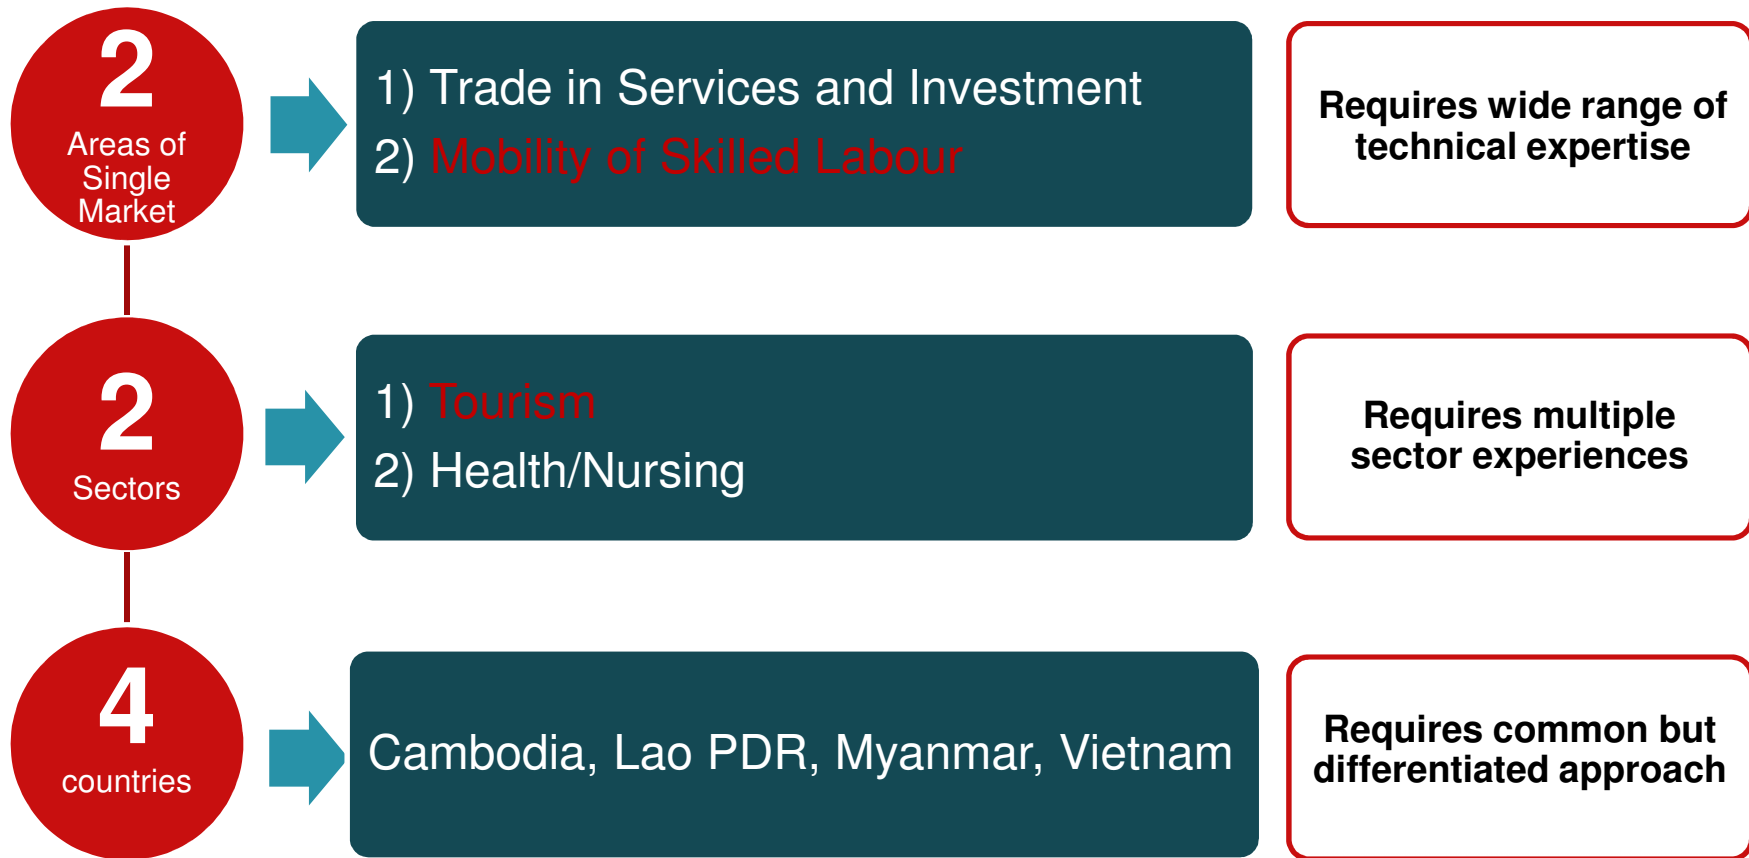 2
Areas of
Single
Market
1) Trade in Services and Investment
2) Mobility of Skilled Labour
Requires wide range of
technical expertise
2
Sectors
1) Tourism
2) Health/Nursing
Requires multiple
sector experiences
4
countries
Cambodia, Lao PDR, Myanmar, Vietnam
Requires common but
differentiated approach